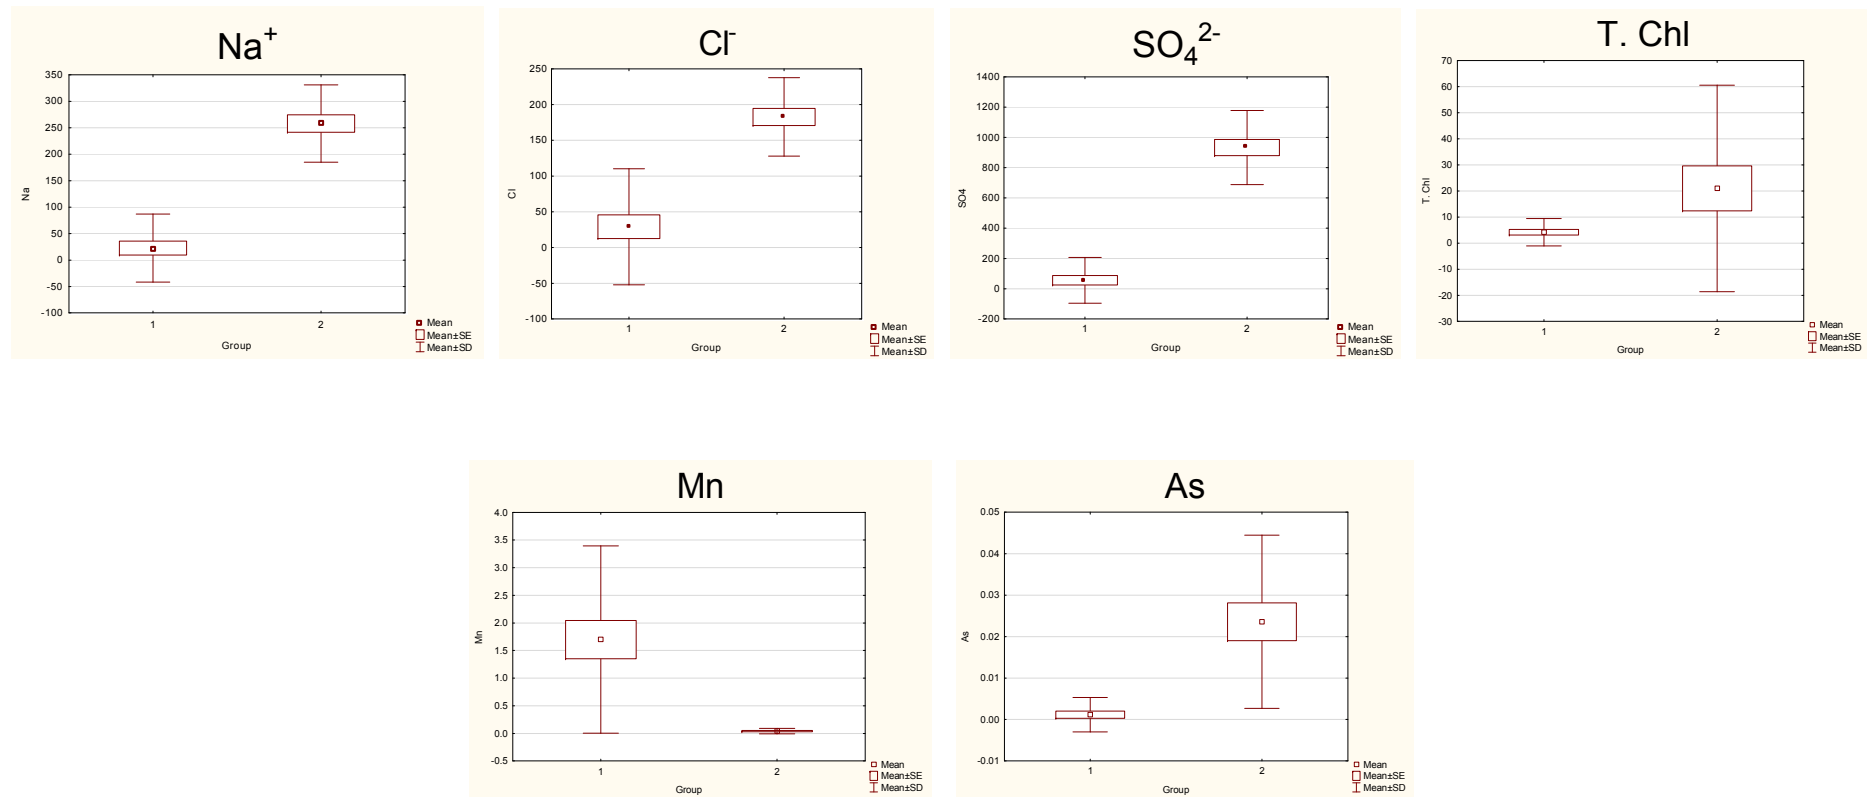 Na⁺
350
300
250
200
150
100
50
0
-50
-100
Na
1 2
Group
Mean
Mean±SE
Mean±SD
Cl⁻
250
200
150
100
50
0
-50
-100
Cl
1 2
Group
Mean
Mean±SE
Mean±SD
SO₄²⁻
1400
1200
1000
800
600
400
200
0
-200
SO4
1 2
Group
Mean
Mean±SE
Mean±SD
T. Chl
70
60
50
40
30
20
10
0
-10
-20
-30
T. Chl
1 2
Group
Mean
Mean±SE
Mean±SD
Mn
4.0
3.5
3.0
2.5
2.0
1.5
1.0
0.5
0.0
-0.5
Mn
1 2
Group
Mean
Mean±SE
Mean±SD
As
0.05
0.04
0.03
0.02
0.01
0.00
-0.01
As
1 2
Group
Mean
Mean±SE
Mean±SD